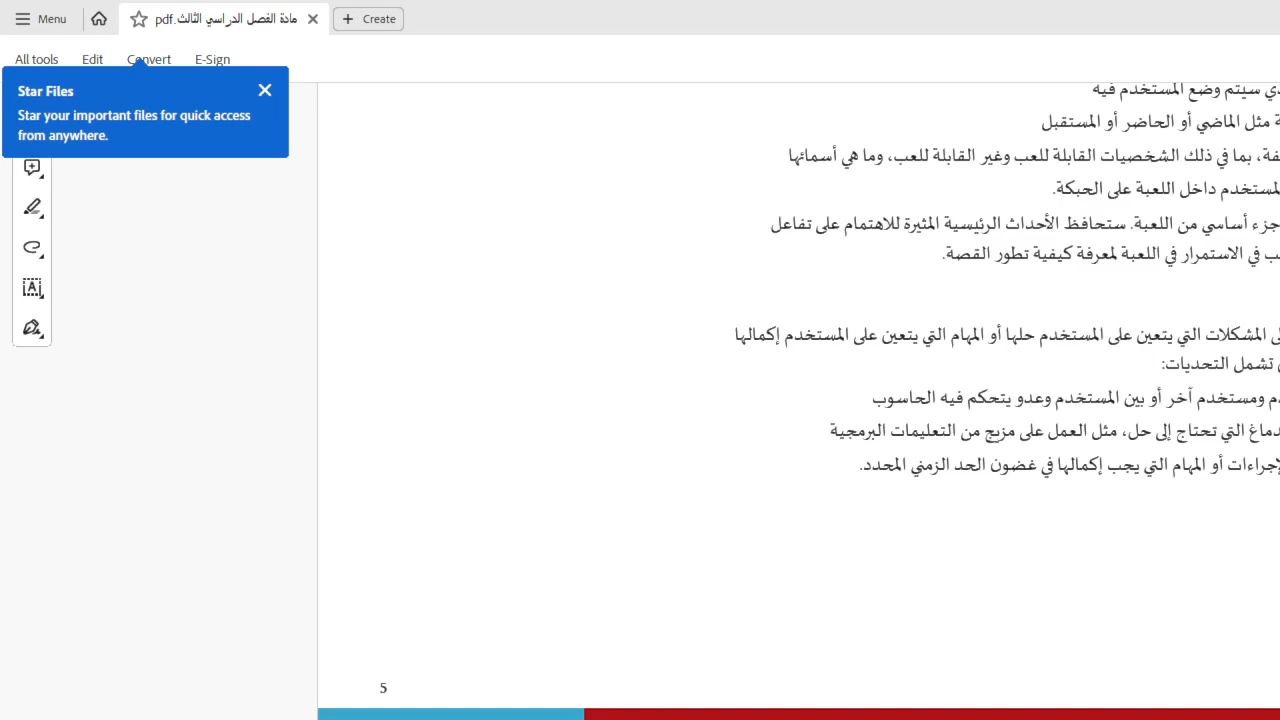 Menu
مادة الفصل الدراسي الثالث.pdf
Create
All tools
Edit
Convert
E-Sign
Star Files
Star your important files for quick access
from anywhere.
سيتم وضع المستخدم فيه
مثل الماضي أو الحاضر أو المستقبل
بما في ذلك الشخصيات القابلة للعب وغير القابلة للعب، وما هي أسمائها
المستخدم داخل اللعبة على الحبكة.
جزء أساسي من اللعبة. ستحافظ الأحداث الرئيسية المثيرة للاهتمام على تفاعل
في الاستمرار في اللعبة لمعرفة كيفية تطور القصة.
المشكلات التي يتعين على المستخدم حلها أو المهام التي يتعين على المستخدم إكمالها
تشمل التحديات:
ومستخدم آخر أو بين المستخدم وعدو يتحكم فيه الحاسوب
التي تحتاج إلى حل، مثل العمل على مزيج من التعليمات البرمجية
أو المهام التي يجب إكمالها في غضون الحد الزمني المحدد.
5